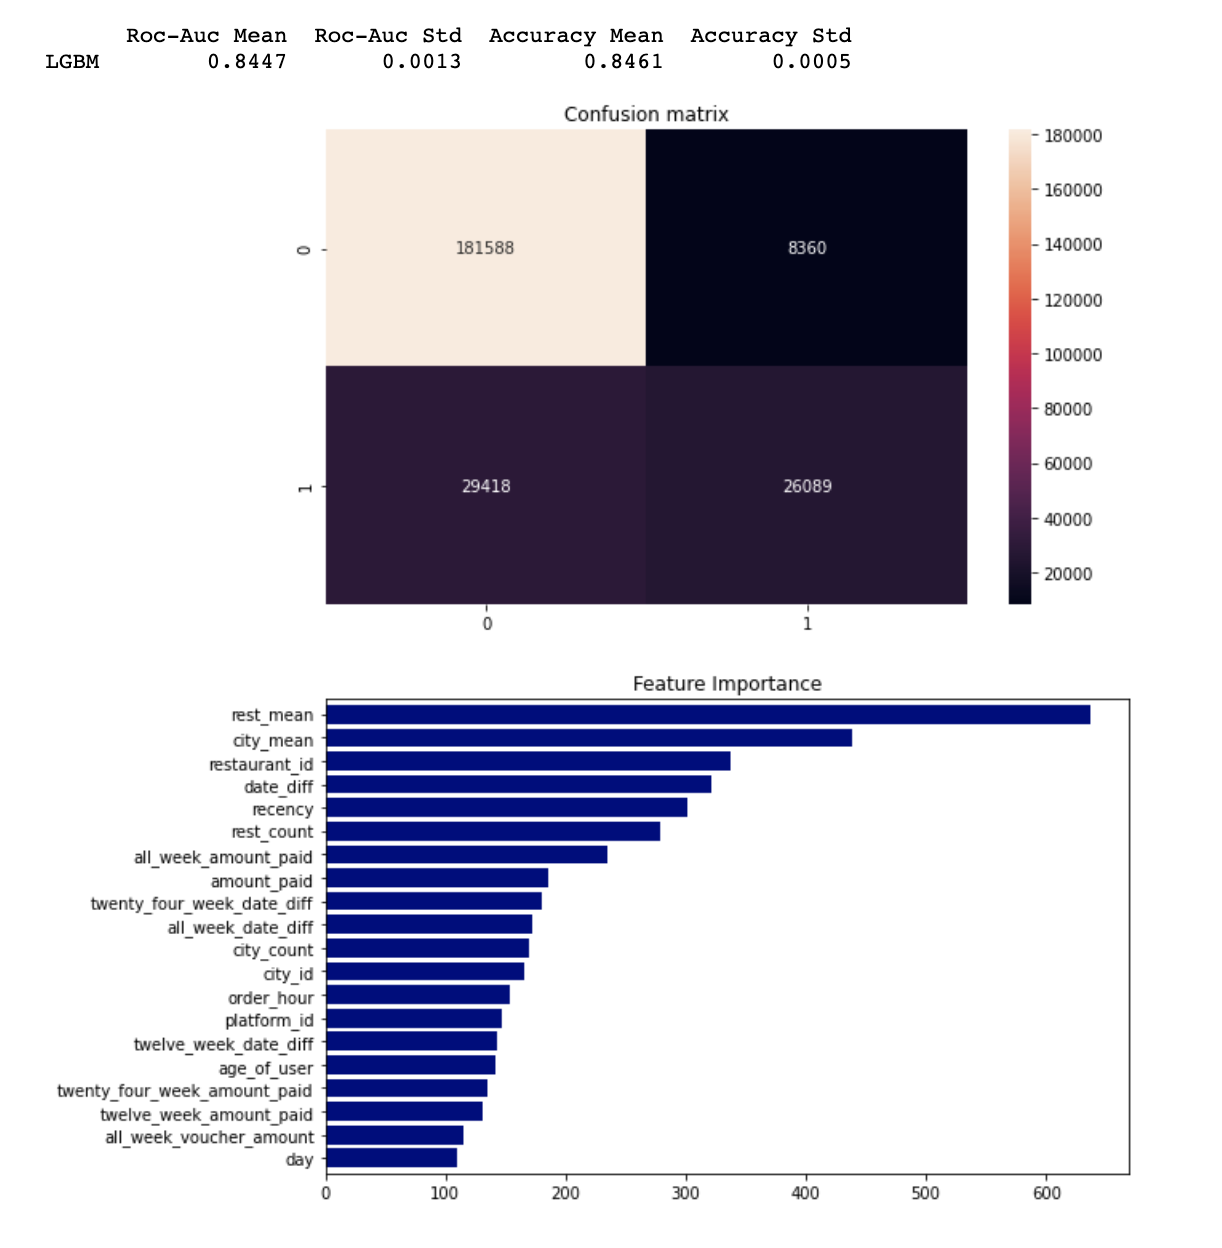 Roc-Auc Mean Roc-Auc Std Accuracy Mean Accuracy Std
LGBM 0.8447 0.0013 0.8461 0.0005
Confusion matrix
0 181588 8360
1 29418 26089
0 1
180000
160000
140000
120000
100000
80000
60000
40000
20000
Feature Importance
rest_mean
city_mean
restaurant_id
date_diff
recency
rest_count
all_week_amount_paid
amount_paid
twenty_four_week_date_diff
all_week_date_diff
city_count
city_id
order_hour
platform_id
twelve_week_date_diff
age_of_user
twenty_four_week_amount_paid
twelve_week_amount_paid
all_week_voucher_amount
day
0 100 200 300 400 500 600